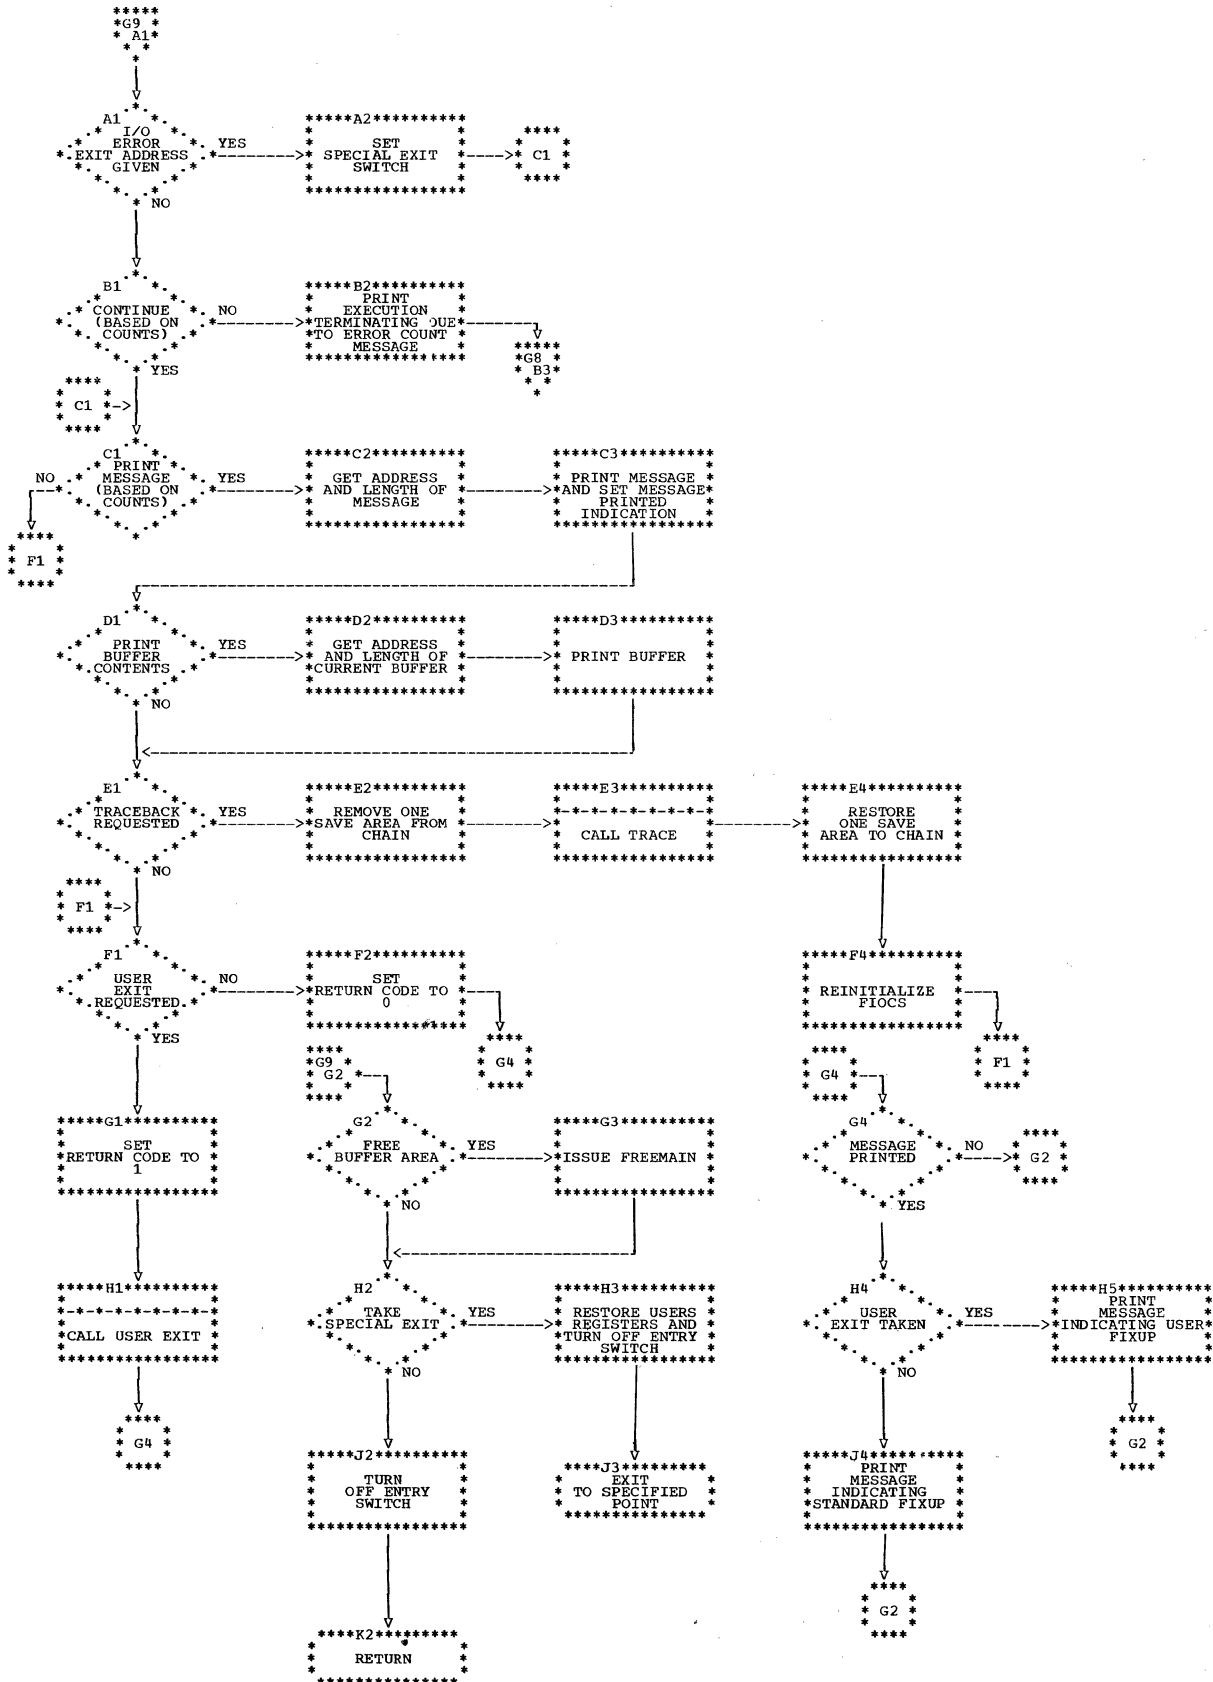 G9
A1
A1
I/O
ERROR
EXIT ADDRESS
GIVEN
YES
NO
A2
SET
SPECIAL EXIT
SWITCH
C1
B1
CONTINUE
(BASED ON
COUNTS)
NO
YES
B2
PRINT
EXECUTION
TERMINATING DUE
TO ERROR COUNT
MESSAGE
G8
B3
C1
C1
PRINT
MESSAGE
(BASED ON
COUNTS)
NO
YES
F1
C2
GET ADDRESS
AND LENGTH OF
MESSAGE
C3
PRINT MESSAGE
AND SET MESSAGE
PRINTED
INDICATION
D1
PRINT
BUFFER
CONTENTS
YES
NO
D2
GET ADDRESS
AND LENGTH OF
CURRENT BUFFER
D3
PRINT BUFFER
E1
TRACEBACK
REQUESTED
YES
NO
E2
REMOVE ONE
SAVE AREA FROM
CHAIN
E3
CALL TRACE
E4
RESTORE
ONE SAVE
AREA TO CHAIN
F1
F1
USER
EXIT
REQUESTED
NO
YES
F2
SET
RETURN CODE TO
0
G4
F4
REINITIALIZE
FIOCS
F1
G1
SET
RETURN CODE TO
1
G9
G2
G2
FREE
BUFFER AREA
YES
NO
G3
ISSUE FREEMAIN
G4
G4
MESSAGE
PRINTED
NO
YES
G2
H1
CALL USER EXIT
G4
H2
TAKE
SPECIAL EXIT
YES
NO
H3
RESTORE USERS
REGISTERS AND
TURN OFF ENTRY
SWITCH
H4
USER
EXIT TAKEN
YES
NO
H5
PRINT
MESSAGE
INDICATING USER
FIXUP
G2
J2
TURN
OFF ENTRY
SWITCH
J3
EXIT
TO SPECIFIED
POINT
J4
PRINT
MESSAGE
INDICATING
STANDARD FIXUP
G2
K2
RETURN